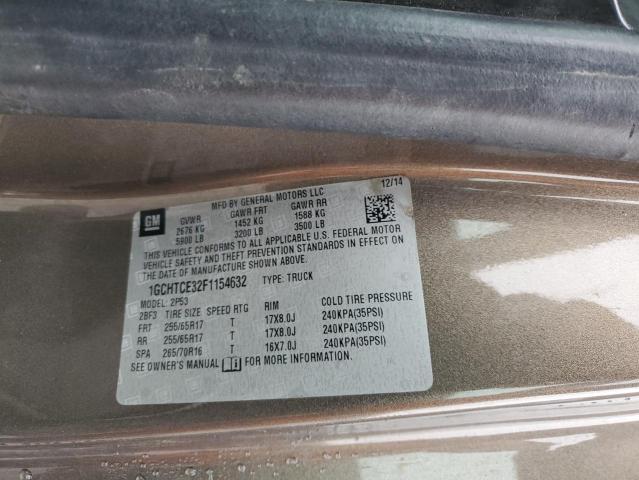 MFD BY GENERAL MOTORS LLC 12/14
GM GVWR GAWR FRT GAWR RR
2676 KG 1452 KG 1588 KG
5900 LB 3200 LB 3500 LB
THIS VEHICLE CONFORMS TO ALL APPLICABLE U.S. FEDERAL MOTOR
VEHICLE SAFETY AND THEFT PREVENTION STANDARDS IN EFFECT ON
THE DATE OF MANUFACTURE SHOWN ABOVE.
1GCHTCE32F1154632 TYPE: TRUCK
MODEL: 2P53
2BF3 TIRE SIZE SPEED RTG RIM COLD TIRE PRESSURE
FRT 255/65R17 T 17X8.0J 240KPA(35PSI)
RR 255/65R17 T 17X8.0J 240KPA(35PSI)
SPA 265/70R16 T 16X7.0J 240KPA(35PSI)
SEE OWNER'S MANUAL FOR MORE INFORMATION.